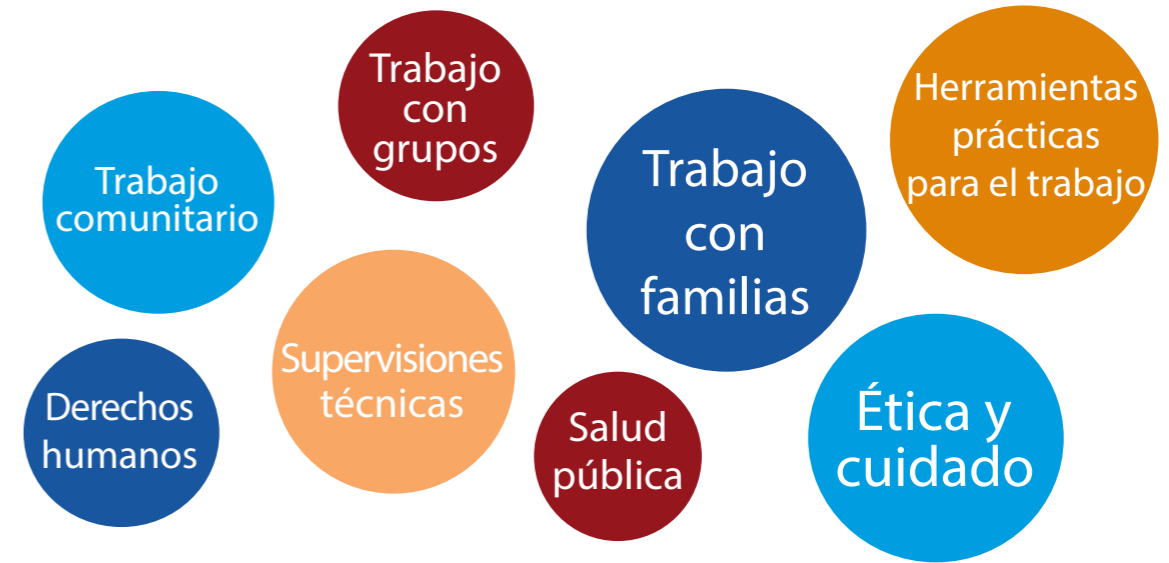 Trabajo
con
grupos
Herramientas
prácticas
para el trabajo
Trabajo
comunitario
Trabajo
con
familias
Supervisiones
técnicas
Derechos
humanos
Salud
pública
Ética y
cuidado